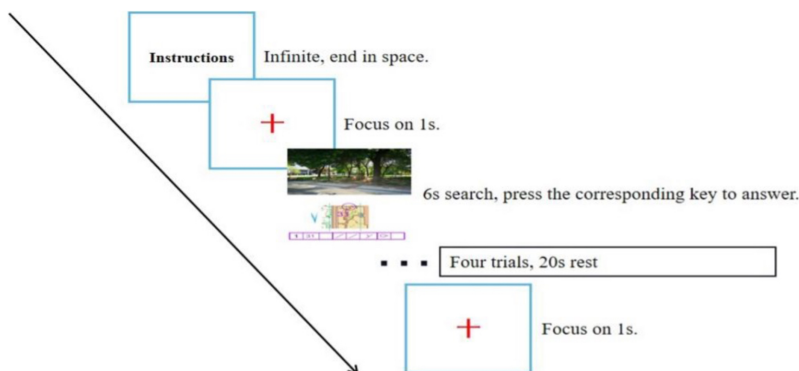 Instructions
Infinite, end in space.
Focus on 1s.
6s search, press the corresponding key to answer.
Four trials, 20s rest
Focus on 1s.